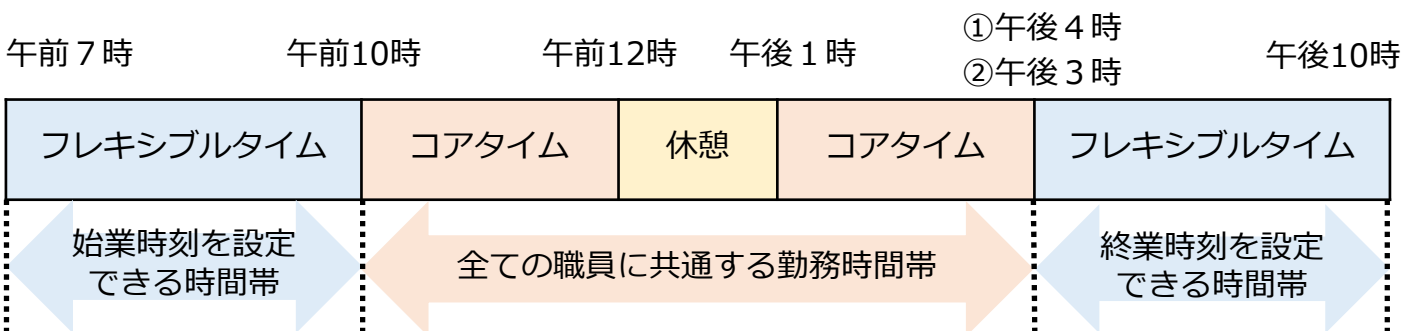 午前７時
午前10時
午前12時
午後１時
①午後４時
②午後３時
午後10時
フレキシブルタイム
コアタイム
休憩
コアタイム
フレキシブルタイム
始業時刻を設定
できる時間帯
全ての職員に共通する勤務時間帯
終業時刻を設定
できる時間帯